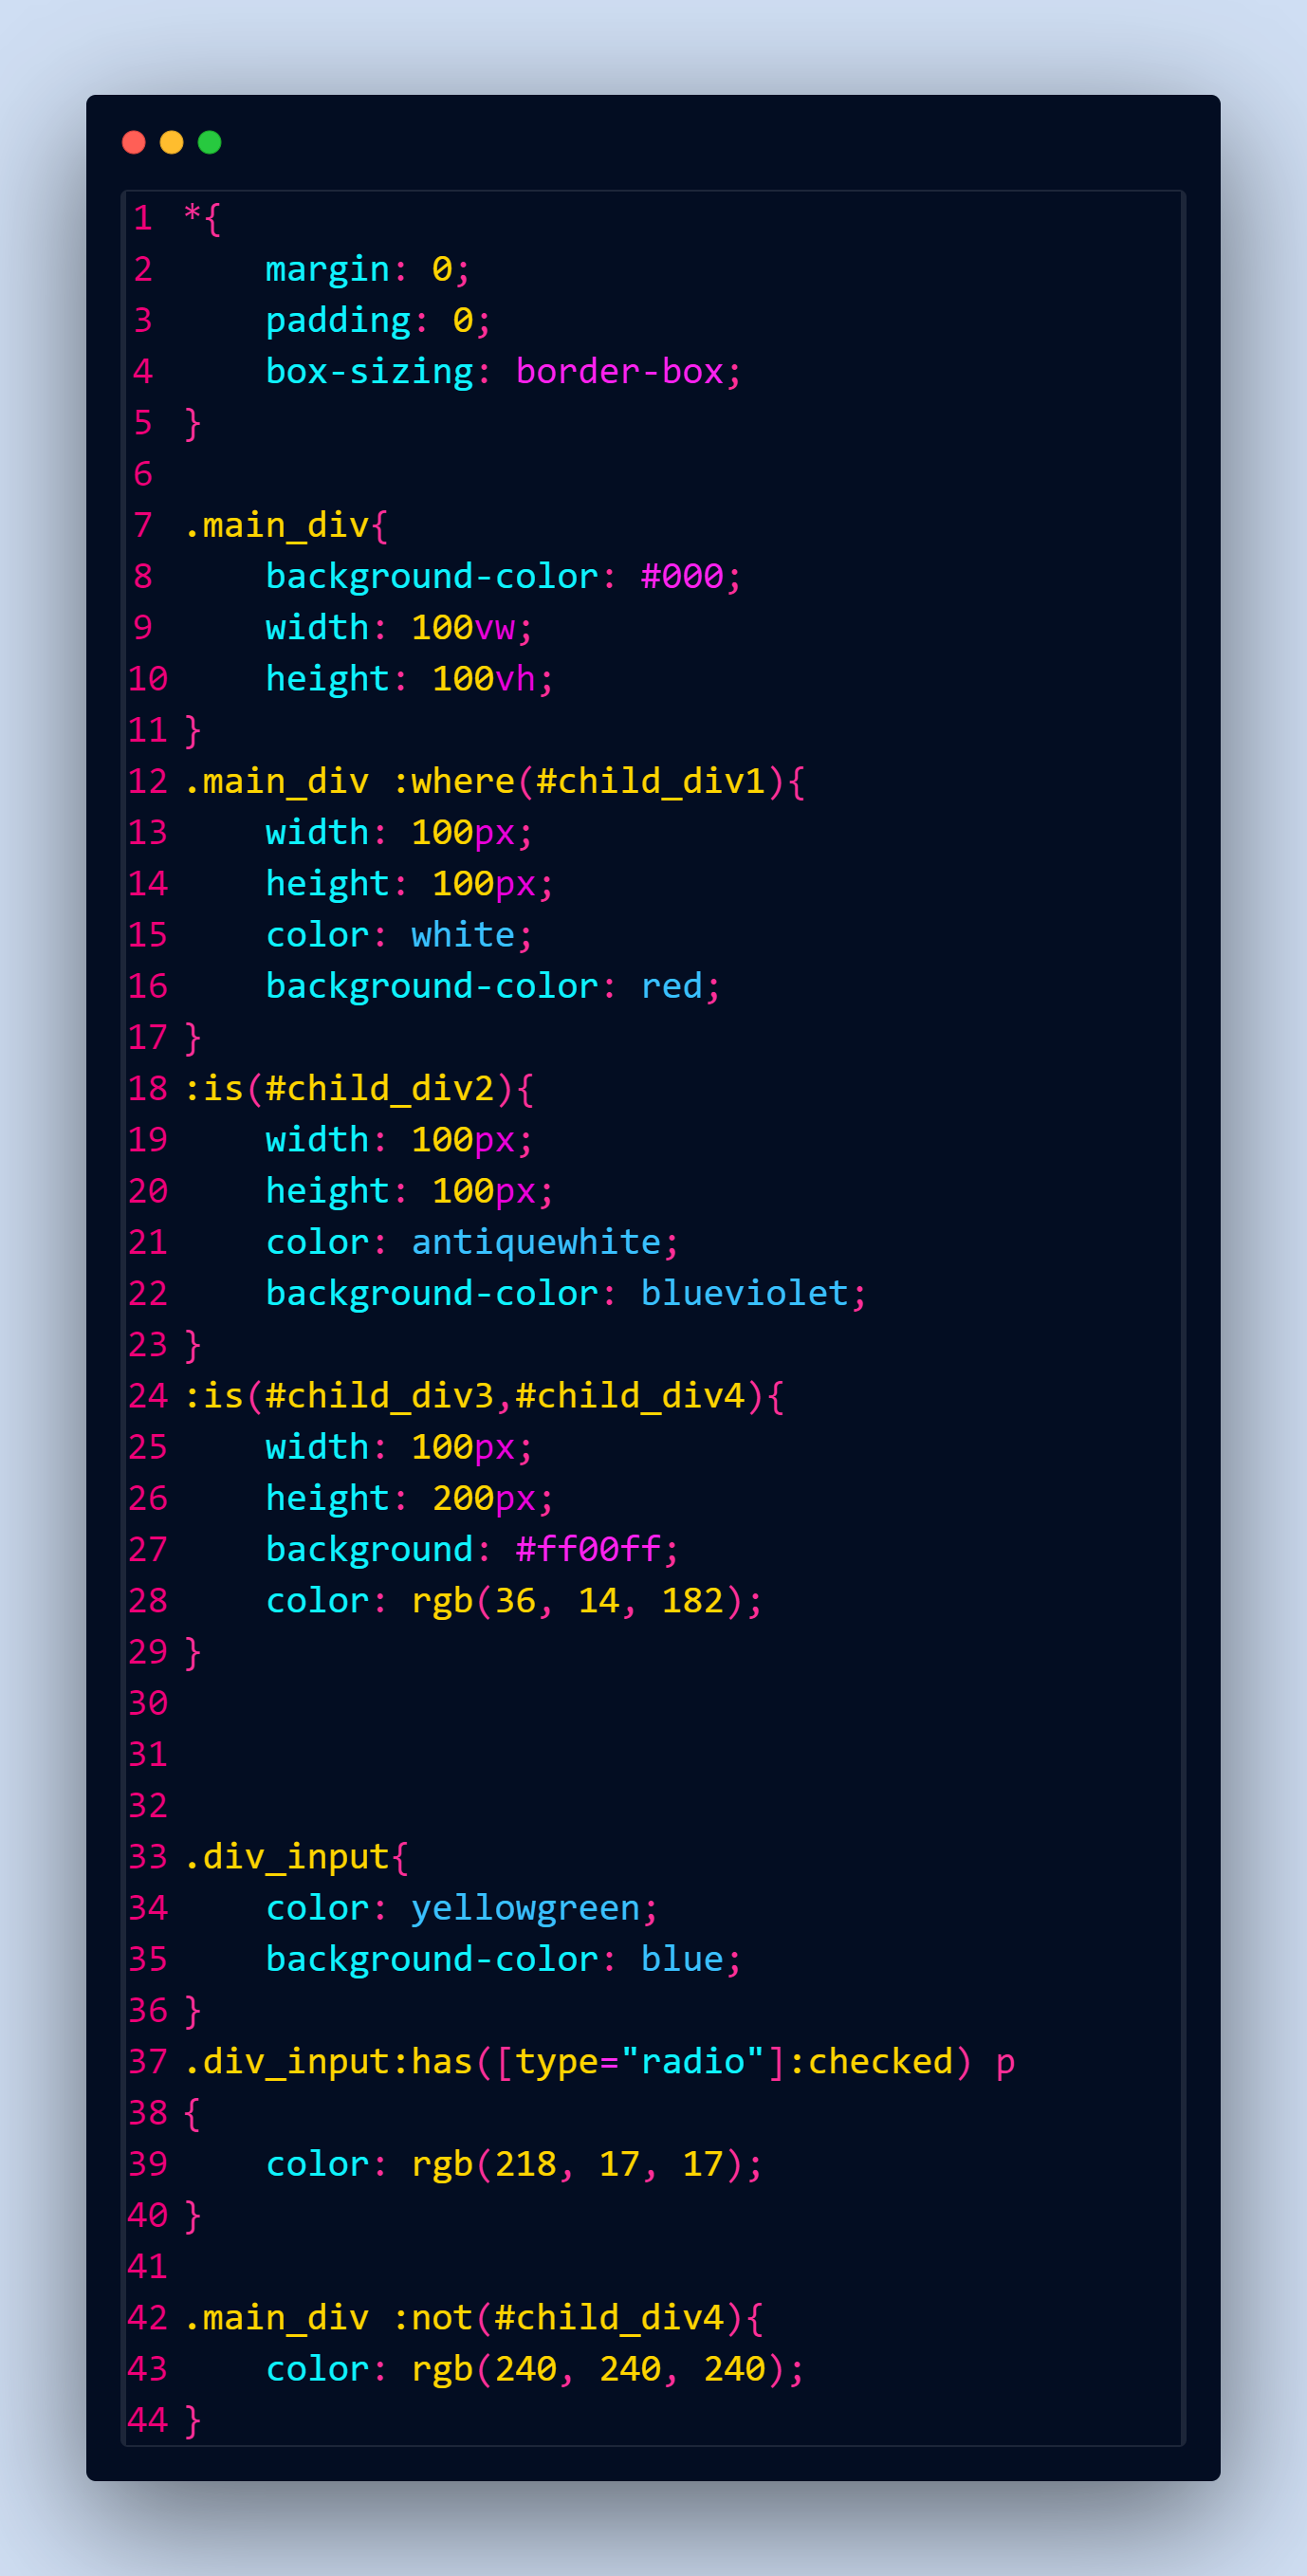 1 *{
2     margin: 0;
3     padding: 0;
4     box-sizing: border-box;
5 }
6
7 .main_div{
8     background-color: #000;
9     width: 100vw;
10     height: 100vh;
11 }
12 .main_div :where(#child_div1){
13     width: 100px;
14     height: 100px;
15     color: white;
16     background-color: red;
17 }
18 :is(#child_div2){
19     width: 100px;
20     height: 100px;
21     color: antiquewhite;
22     background-color: blueviolet;
23 }
24 :is(#child_div3,#child_div4){
25     width: 100px;
26     height: 200px;
27     background: #ff00ff;
28     color: rgb(36, 14, 182);
29 }
30
31
32
33 .div_input{
34     color: yellowgreen;
35     background-color: blue;
36 }
37 .div_input:has([type="radio"]:checked) p
38 {
39     color: rgb(218, 17, 17);
40 }
41
42 .main_div :not(#child_div4){
43     color: rgb(240, 240, 240);
44 }